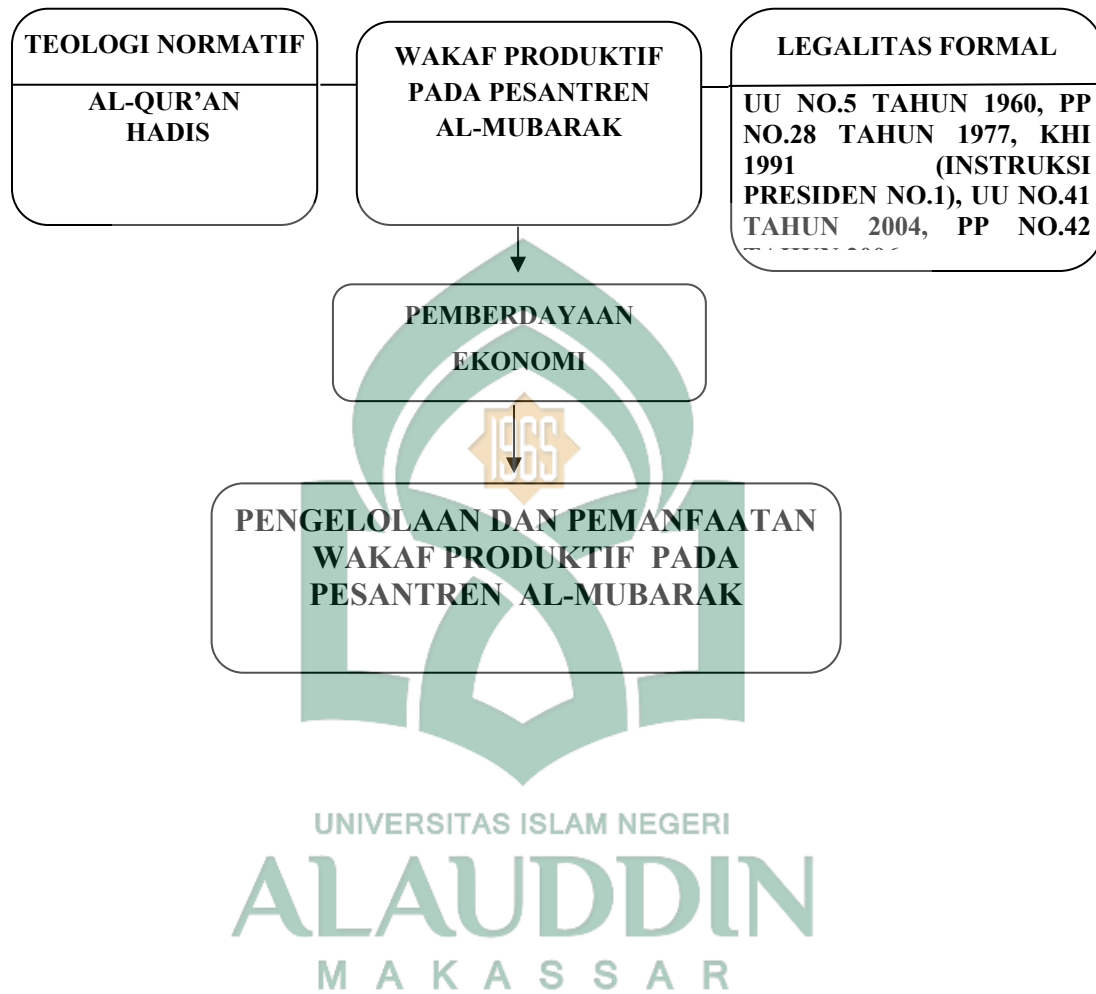 TEOLOGI NORMATIF
AL-QUR’AN
HADIS
WAKAF PRODUKTIF
PADA PESANTREN
AL-MUBARAK
LEGALITAS FORMAL
UU NO.5 TAHUN 1960, PP
NO.28 TAHUN 1977, KHI
1991 (INSTRUKSI
PRESIDEN NO.1), UU NO.41
TAHUN 2004, PP NO.42
PEMBERDAYAAN
EKONOMI
1965
PENGELOLAAN DAN PEMANFAATAN
WAKAF PRODUKTIF PADA
PESANTREN AL-MUBARAK
UNIVERSITAS ISLAM NEGERI
ALAUDDIN
MAKASSAR